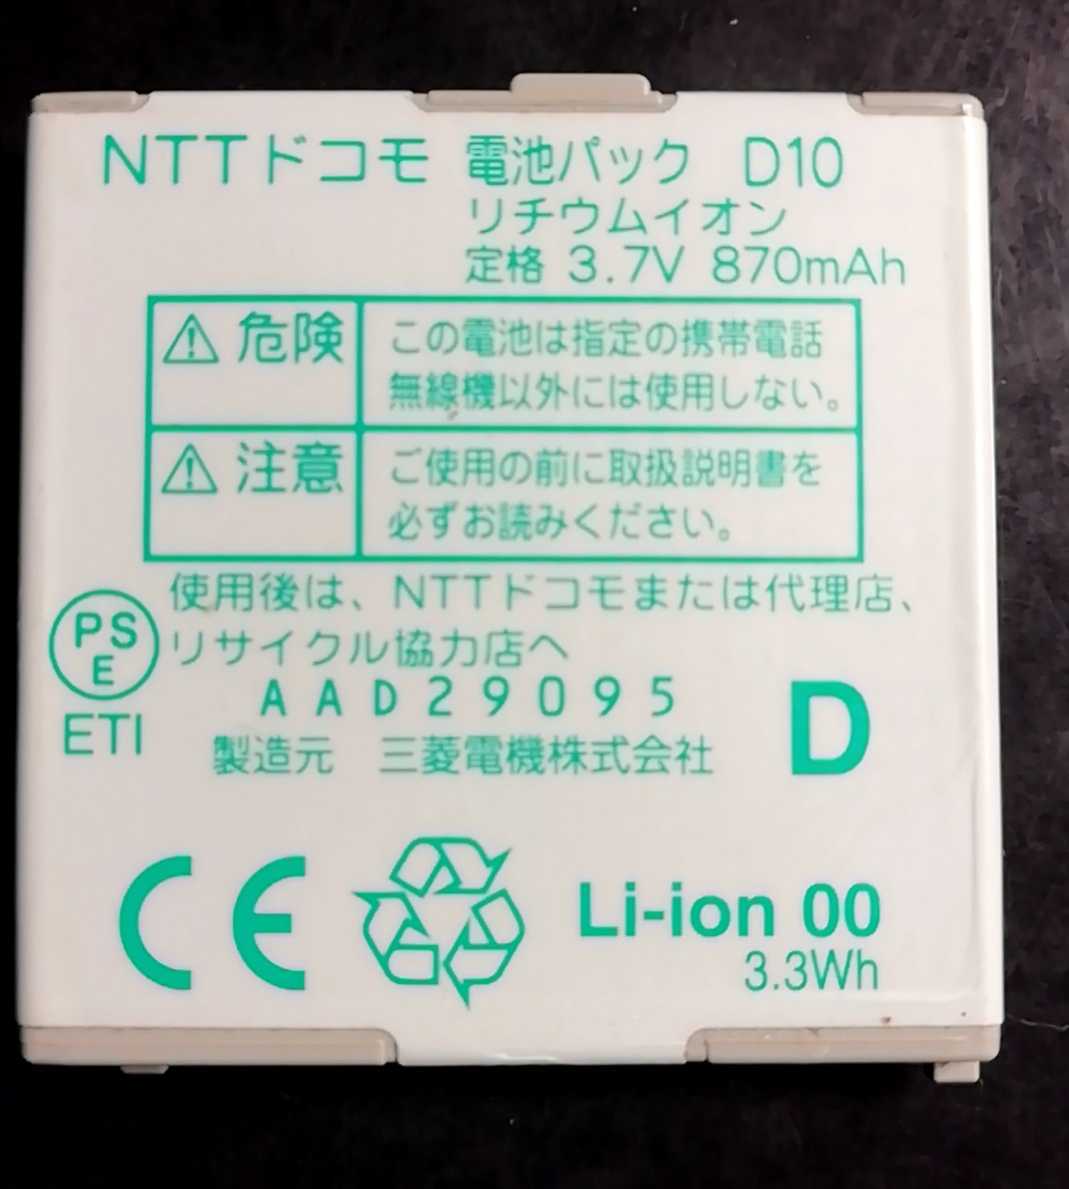 NTTドコモ 電池パック D10
リチウムイオン
定格 3.7V 870mAh
⚠ 危険
この電池は指定の携帯電話
無線機以外には使用しない。
⚠ 注意
ご使用の前に取扱説明書を
必ずお読みください。
使用後は、NTTドコモまたは代理店、
リサイクル協力店へ
PS
E
ETI
AAD29095
製造元 三菱電機株式会社
D
CE
Li-ion 00
3.3Wh